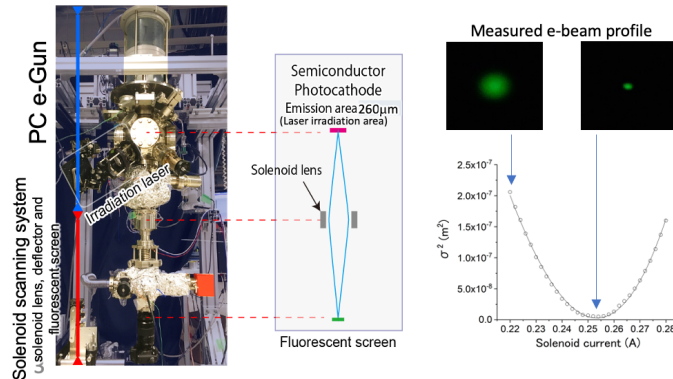 PC e-Gun
Solenoid scanning system
solenoid lens, deflector and
fluorescent screen
Irradiation laser
Semiconductor
Photocathode
Emission area 260μm
(Laser irradiation area)
Solenoid lens
Fluorescent screen
Measured e-beam profile
2.5x10⁻⁷
2.0x10⁻⁷
1.5x10⁻⁷
1.0x10⁻⁷
5.0x10⁻⁸
0.0
σ² (m²)
0.22 0.23 0.24 0.25 0.26 0.27 0.28
Solenoid current (A)